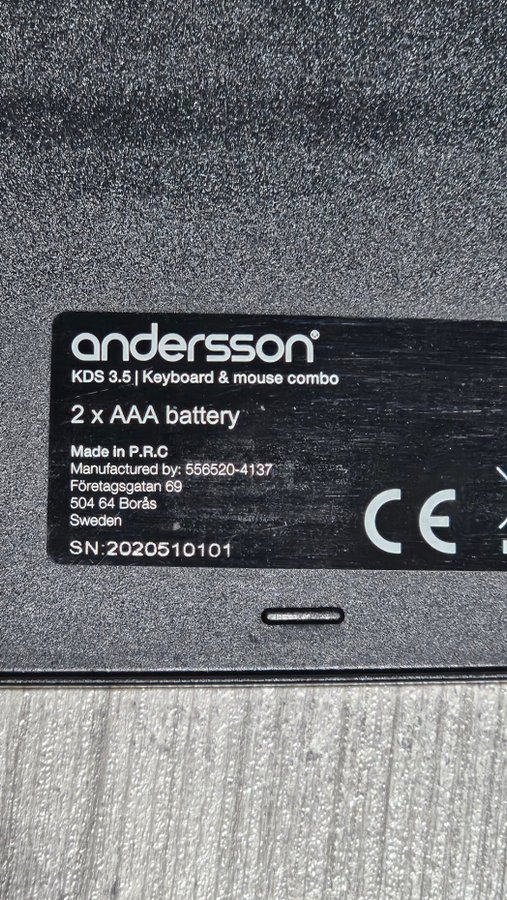 andersson®
KDS 3.5 | Keyboard & mouse combo
2 x AAA battery
Made in P.R.C
Manufactured by: 556520-4137
Företagsgatan 69
504 64 Borås
Sweden
SN:2020510101
CE